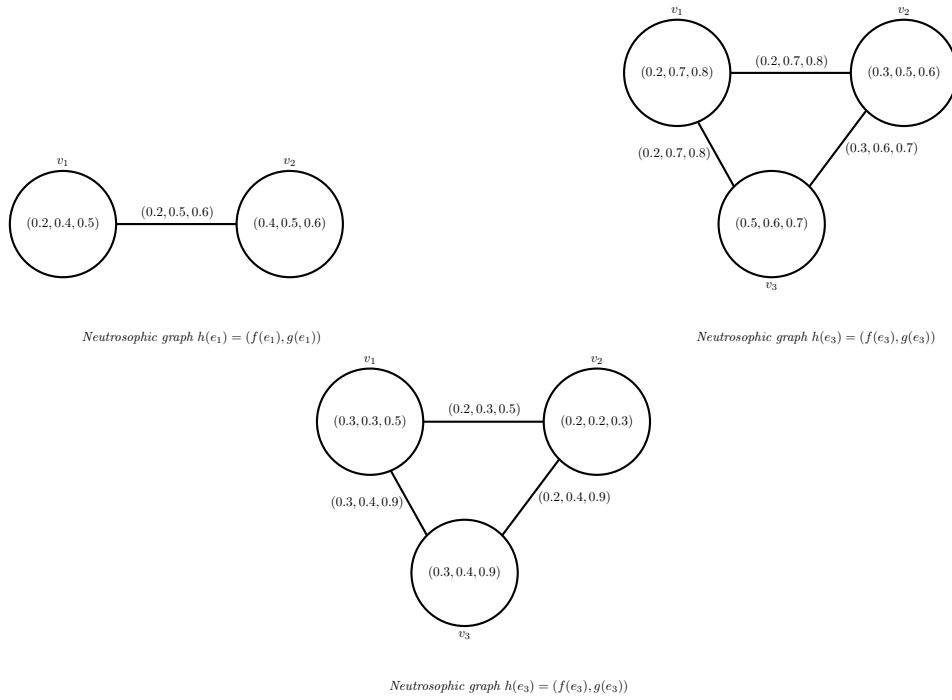 v₁ v₂
(0.2, 0.7, 0.8) (0.2, 0.7, 0.8) (0.3, 0.5, 0.6)
(0.2, 0.7, 0.8) (0.3, 0.6, 0.7)
(0.5, 0.6, 0.7)
v₃
v₁ v₂
(0.2, 0.4, 0.5) (0.2, 0.5, 0.6) (0.4, 0.5, 0.6)
Neutrosophic graph h(e₁) = (f(e₁), g(e₁))
Neutrosophic graph h(e₃) = (f(e₃), g(e₃))
v₁ v₂
(0.3, 0.3, 0.5) (0.2, 0.3, 0.5) (0.2, 0.2, 0.3)
(0.3, 0.4, 0.9) (0.2, 0.4, 0.9)
(0.3, 0.4, 0.9)
v₃
Neutrosophic graph h(e₃) = (f(e₃), g(e₃))